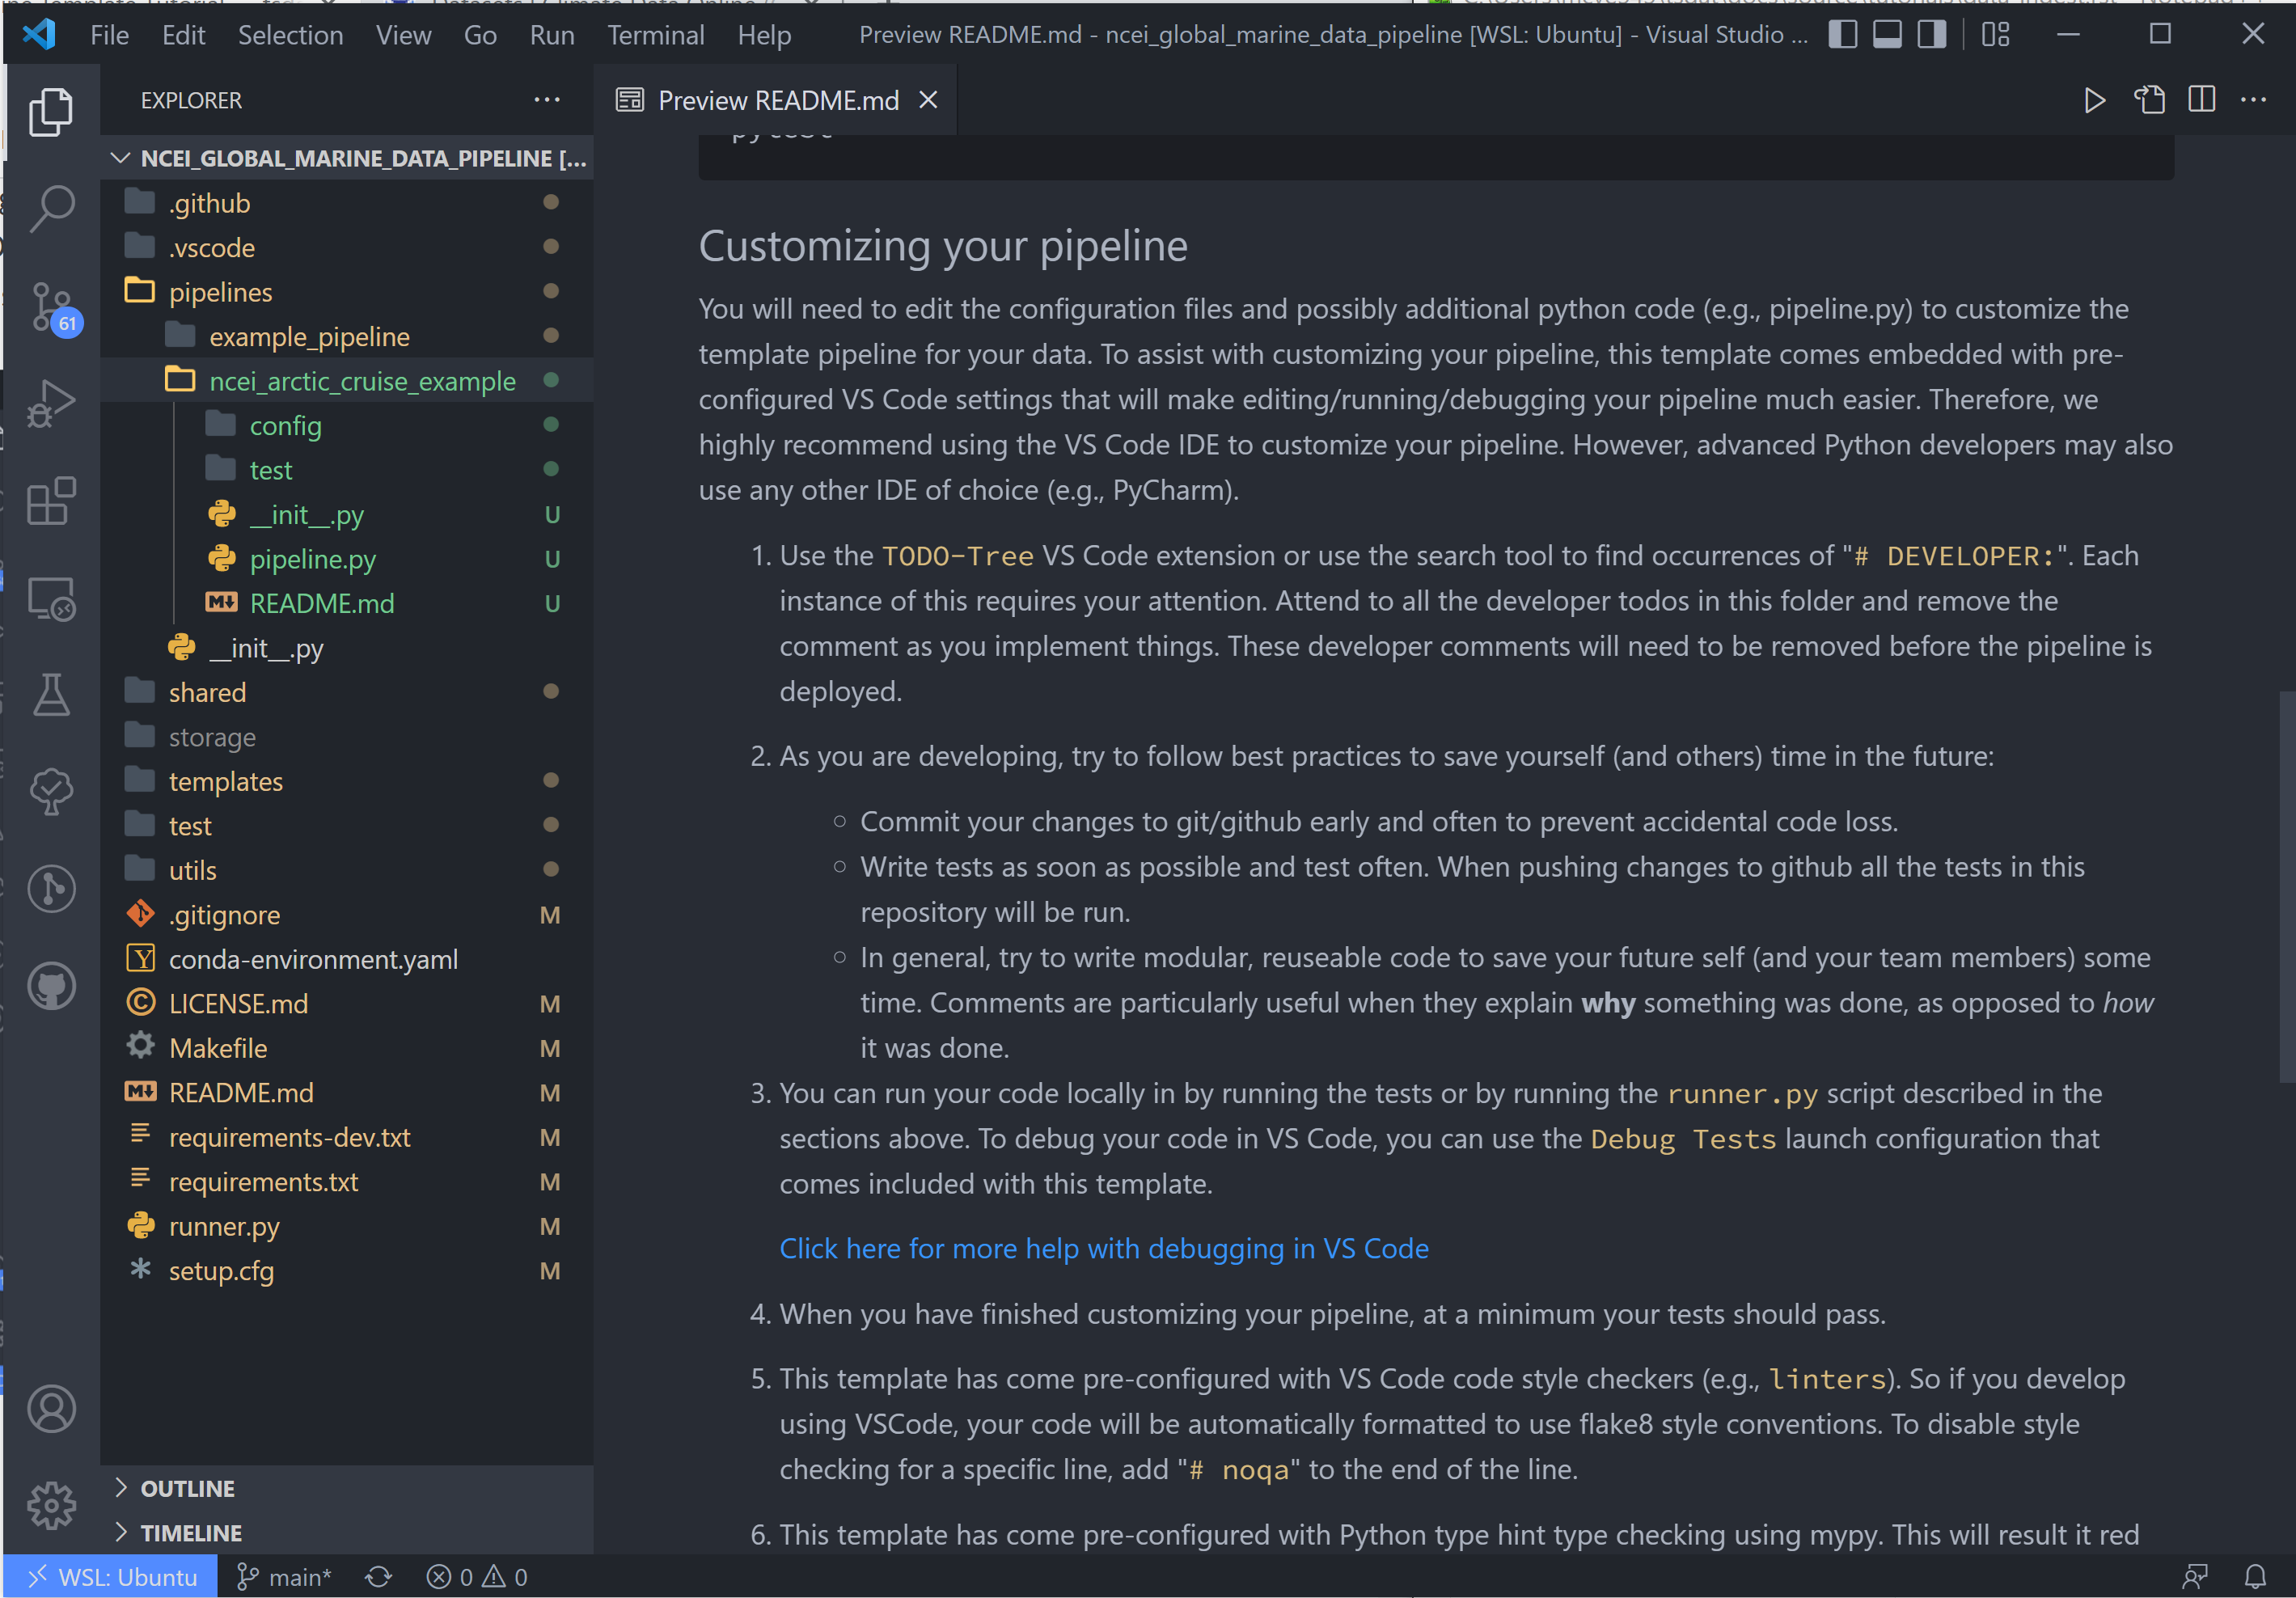 File Edit Selection View Go Run Terminal Help Preview README.md - ncei_global_marine_data_pipeline [WSL: Ubuntu] - Visual Studio ...
EXPLORER
NCEI_GLOBAL_MARINE_DATA_PIPELINE [...
.github
.vscode
pipelines
example_pipeline
ncei_arctic_cruise_example
config
test
__init__.py U
pipeline.py U
README.md U
__init__.py
shared
storage
templates
test
utils
.gitignore M
conda-environment.yaml
LICENSE.md M
Makefile M
README.md M
requirements-dev.txt M
requirements.txt M
runner.py M
setup.cfg M
OUTLINE
TIMELINE
61
Preview README.md
Customizing your pipeline
You will need to edit the configuration files and possibly additional python code (e.g., pipeline.py) to customize the
template pipeline for your data. To assist with customizing your pipeline, this template comes embedded with pre-
configured VS Code settings that will make editing/running/debugging your pipeline much easier. Therefore, we
highly recommend using the VS Code IDE to customize your pipeline. However, advanced Python developers may also
use any other IDE of choice (e.g., PyCharm).
1. Use the TODO-Tree VS Code extension or use the search tool to find occurrences of "# DEVELOPER:". Each
instance of this requires your attention. Attend to all the developer todos in this folder and remove the
comment as you implement things. These developer comments will need to be removed before the pipeline is
deployed.
2. As you are developing, try to follow best practices to save yourself (and others) time in the future:
Commit your changes to git/github early and often to prevent accidental code loss.
Write tests as soon as possible and test often. When pushing changes to github all the tests in this
repository will be run.
In general, try to write modular, reuseable code to save your future self (and your team members) some
time. Comments are particularly useful when they explain why something was done, as opposed to how
it was done.
3. You can run your code locally in by running the tests or by running the runner.py script described in the
sections above. To debug your code in VS Code, you can use the Debug Tests launch configuration that
comes included with this template.
Click here for more help with debugging in VS Code
4. When you have finished customizing your pipeline, at a minimum your tests should pass.
5. This template has come pre-configured with VS Code code style checkers (e.g., linters). So if you develop
using VSCode, your code will be automatically formatted to use flake8 style conventions. To disable style
checking for a specific line, add "# noqa" to the end of the line.
6. This template has come pre-configured with Python type hint type checking using mypy. This will result it red
WSL: Ubuntu main* 0 0